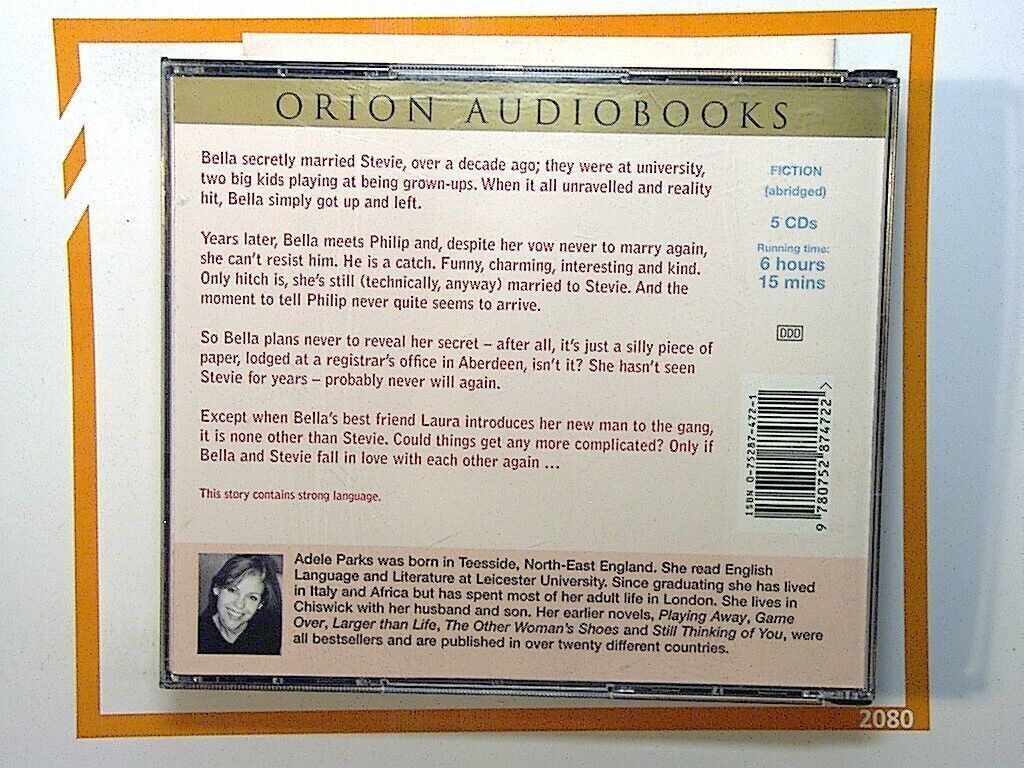 2080
ORION AUDIOBOOKS
Bella secretly married Stevie, over a decade ago; they were at university,
two big kids playing at being grown-ups. When it all unravelled and reality
hit, Bella simply got up and left.
Years later, Bella meets Philip and, despite her vow never to marry again,
she can't resist him. He is a catch. Funny, charming, interesting and kind.
Only hitch is, she's still (technically, anyway) married to Stevie. And the
moment to tell Philip never quite seems to arrive.
So Bella plans never to reveal her secret – after all, it's just a silly piece of
paper, lodged at a registrar's office in Aberdeen, isn't it? She hasn't seen
Stevie for years – probably never will again.
Except when Bella's best friend Laura introduces her new man to the gang,
it is none other than Stevie. Could things get any more complicated? Only if
Bella and Stevie fall in love with each other again ...
This story contains strong language.
FICTION
(abridged)
5 CDs
Running time:
6 hours
15 mins
DDD
ISBN 0-75287-472-1
9 780752 874722 >
Adele Parks was born in Teesside, North-East England. She read English
Language and Literature at Leicester University. Since graduating she has lived
in Italy and Africa but has spent most of her adult life in London. She lives in
Chiswick with her husband and son. Her earlier novels, Playing Away, Game
Over, Larger than Life, The Other Woman's Shoes and Still Thinking of You, were
all bestsellers and are published in over twenty different countries.
2080